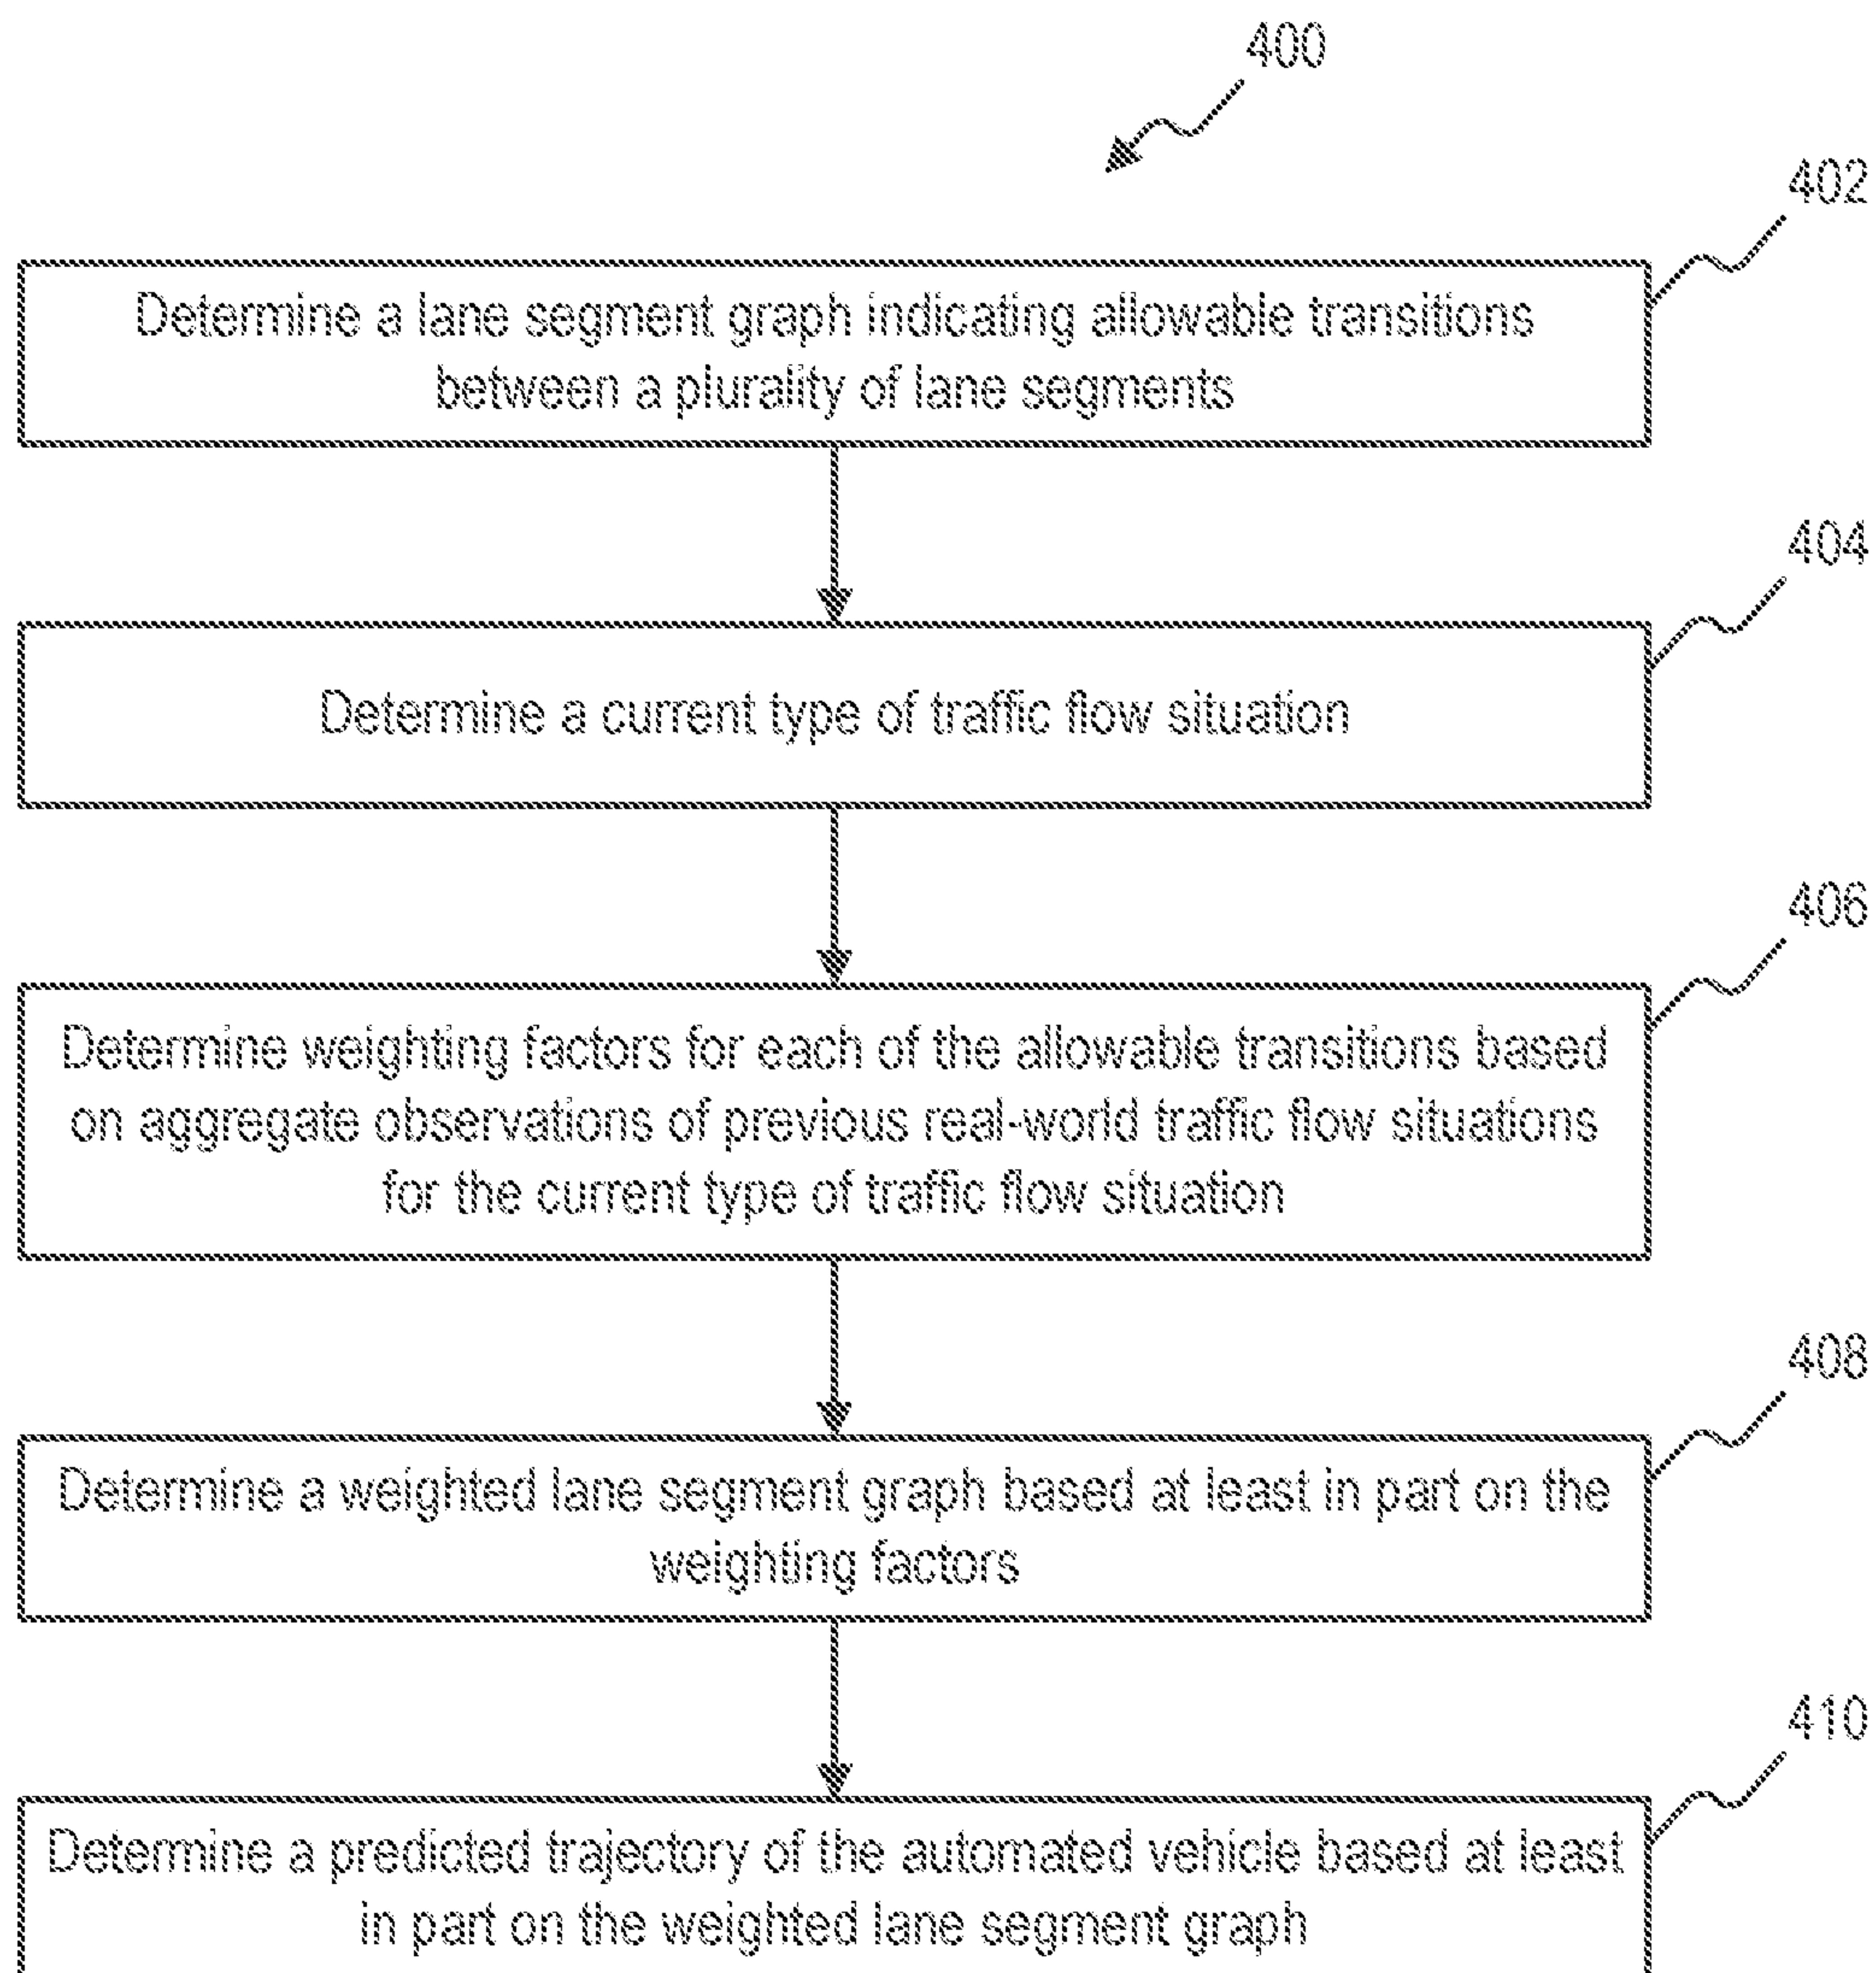 400
402
Determine a lane segment graph indicating allowable transitions
between a plurality of lane segments
404
Determine a current type of traffic flow situation
406
Determine weighting factors for each of the allowable transitions based
on aggregate observations of previous real-world traffic flow situations
for the current type of traffic flow situation
408
Determine a weighted lane segment graph based at least in part on the
weighting factors
410
Determine a predicted trajectory of the automated vehicle based at least
in part on the weighted lane segment graph